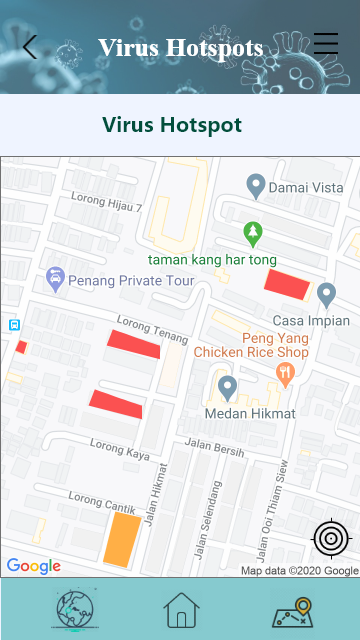 Virus Hotspots
Virus Hotspot
Damai Vista
Lorong Hijau 7
taman kang har tong
Penang Private Tour
Casa Impian
Lorong Tenang
Peng Yang
Chicken Rice Shop
Medan Hikmat
Lorong Kaya
Jalan Bersih
Jalan Hikmat
Jalan Selendang
Jalan Ooi Thiam Siew
Lorong Cantik
Google
Map data ©2020 Google